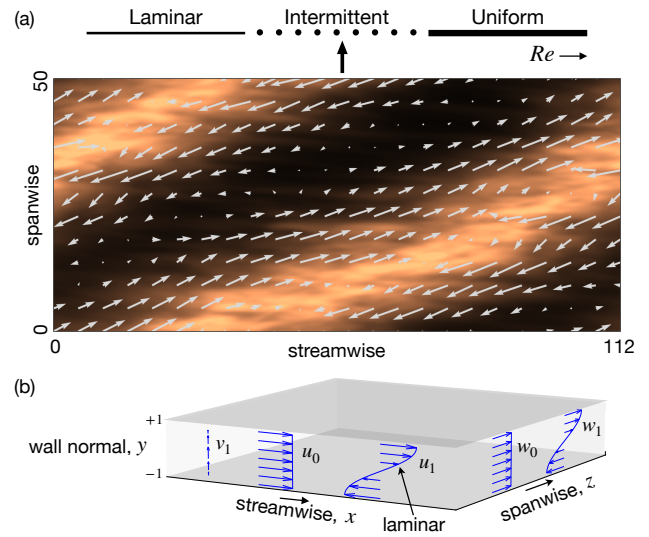 (a)
Laminar Intermittent Uniform
Re
50
spanwise
0
0 streamwise 112
(b)
+1
wall normal, y
-1
v₁ u₀ u₁ w₀ w₁
laminar
streamwise, x
spanwise, z